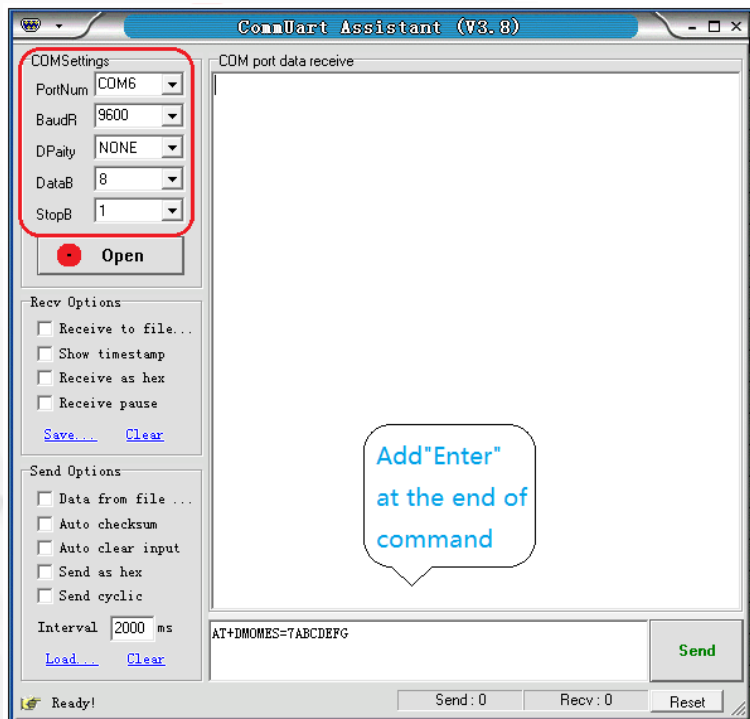 CommUart Assistant (V3.8)
COMSettings
PortNum COM6
BaudR 9600
DPaity NONE
DataB 8
StopB 1
Open
Recv Options
Receive to file...
Show timestamp
Receive as hex
Receive pause
Save... Clear
Send Options
Data from file ...
Auto checksum
Auto clear input
Send as hex
Send cyclic
Interval 2000 ms
Load... Clear
COM port data receive
Add"Enter"
at the end of
command
AT+DMOMES=7ABCDEFG
Send
Ready!
Send : 0
Recv : 0
Reset